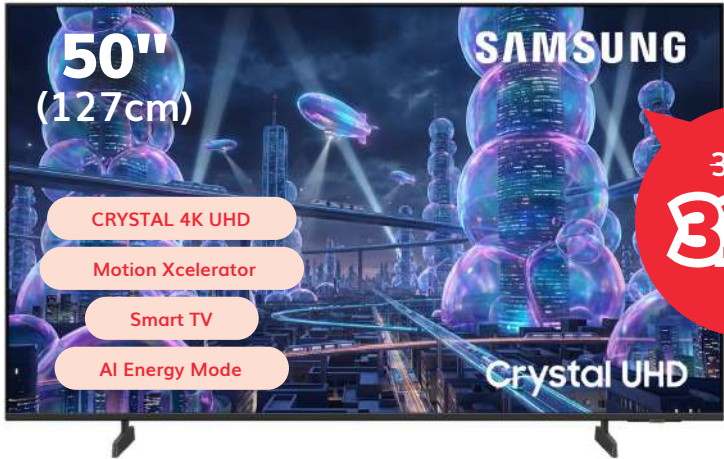 50"
(127cm)
SAMSUNG
CRYSTAL 4K UHD
Motion Xcelerator
Smart TV
AI Energy Mode
Crystal UHD